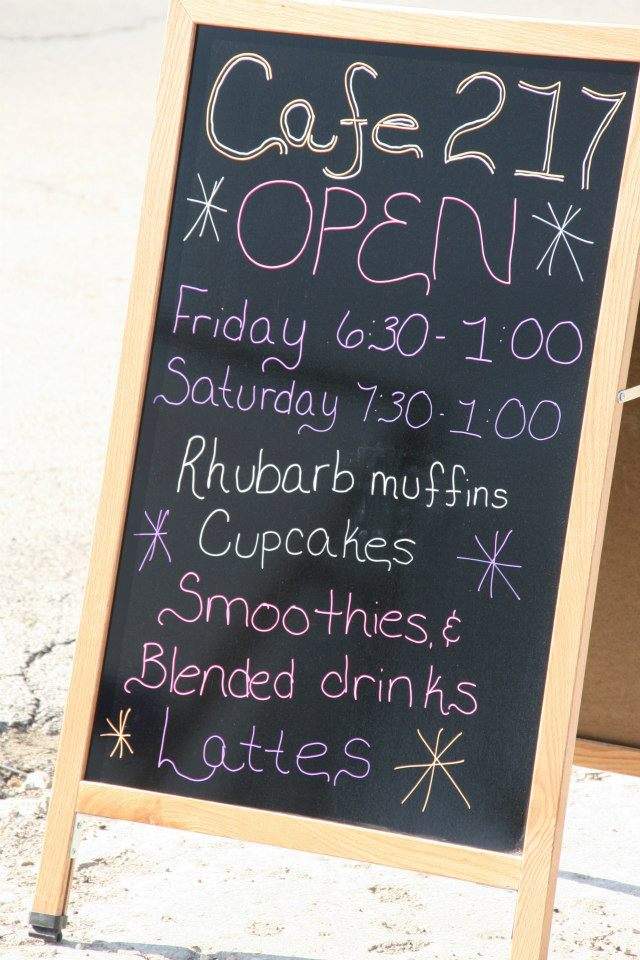 Cafe 217
OPEN
Friday 6:30-1:00
Saturday 7:30-1:00
Rhubarb muffins
Cupcakes
Smoothies, &
Blended drinks
Lattes